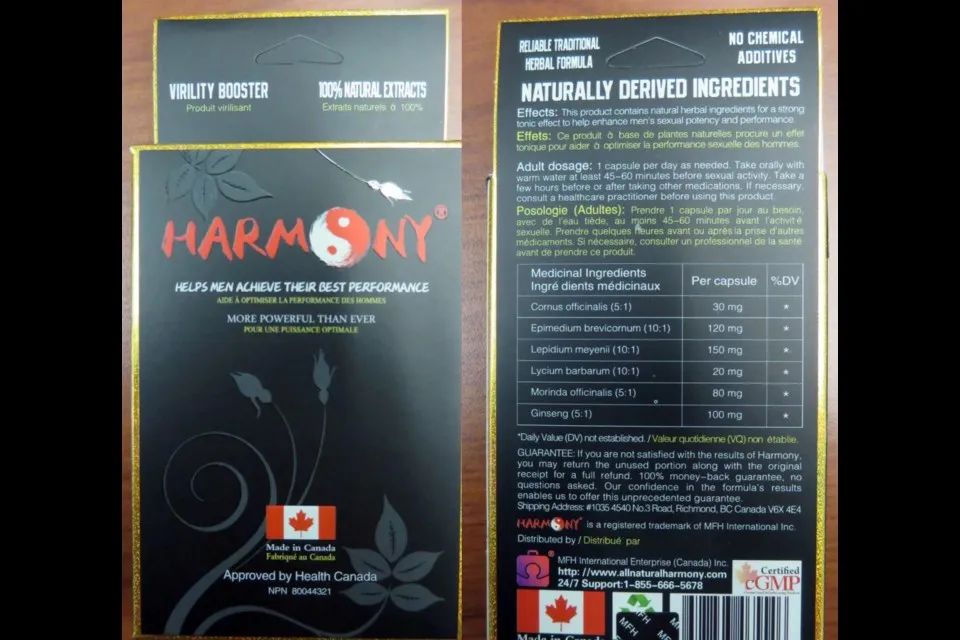 VIRILITY BOOSTER
Produit virilisant
100% NATURAL EXTRACTS
Extraits naturels à 100%
HARMONY®
HELPS MEN ACHIEVE THEIR BEST PERFORMANCE
AIDE À OPTIMISER LA PERFORMANCE DES HOMMES
MORE POWERFUL THAN EVER
POUR UNE PUISSANCE OPTIMALE
Made in Canada
Fabriqué au Canada
Approved by Health Canada
NPN 80044321
RELIABLE TRADITIONAL
HERBAL FORMULA
NO CHEMICAL
ADDITIVES
NATURALLY DERIVED INGREDIENTS
Effects: This product contains natural herbal ingredients for a strong
tonic effect to help enhance men's sexual potency and performance.
Effets: Ce produit à base de plantes naturelles procure un effet
tonique pour aider à optimiser la performance sexuelle des hommes.
Adult dosage: 1 capsule per day as needed. Take orally with
warm water at least 45-60 minutes before sexual activity. Take a
few hours before or after taking other medications. If necessary,
consult a healthcare practitioner before using this product.
Posologie (Adultes): Prendre 1 capsule par jour au besoin,
avec de l'eau tiède, au moins 45-60 minutes avant l'activité
sexuelle. Prendre quelques heures avant ou après la prise d'autres
médicaments. Si nécessaire, consulter un professionnel de la santé
avant de prendre ce produit.
Medicinal Ingredients
Ingré dients médicinaux
Per capsule
%DV
Cornus officinalis (5:1) 30 mg *
Epimedium brevicornum (10:1) 120 mg *
Lepidium meyenii (10:1) 150 mg *
Lycium barbarum (10:1) 20 mg *
Morinda officinalis (5:1) 80 mg *
Ginseng (5:1) 100 mg *
*Daily Value (DV) not established. / Valeur quotidienne (VQ) non établie.
GUARANTEE: If you are not satisfied with the results of Harmony,
you may return the unused portion along with the original
receipt for a full refund. 100% money-back guarantee, no
questions asked. Our confidence in the formula's results
enables us to offer this unprecedented guarantee.
Shipping Address: #1035 4540 No.3 Road, Richmond, BC Canada V6X 4E4
HARMONY® is a registered trademark of MFH International Inc.
Distributed by / Distribué par
MFH International Enterprise (Canada) Inc.
http: //www.allnaturalharmony.com
24/7 Support:1-855-666-5678
Certified
cGMP
MFH
MFH
MFH